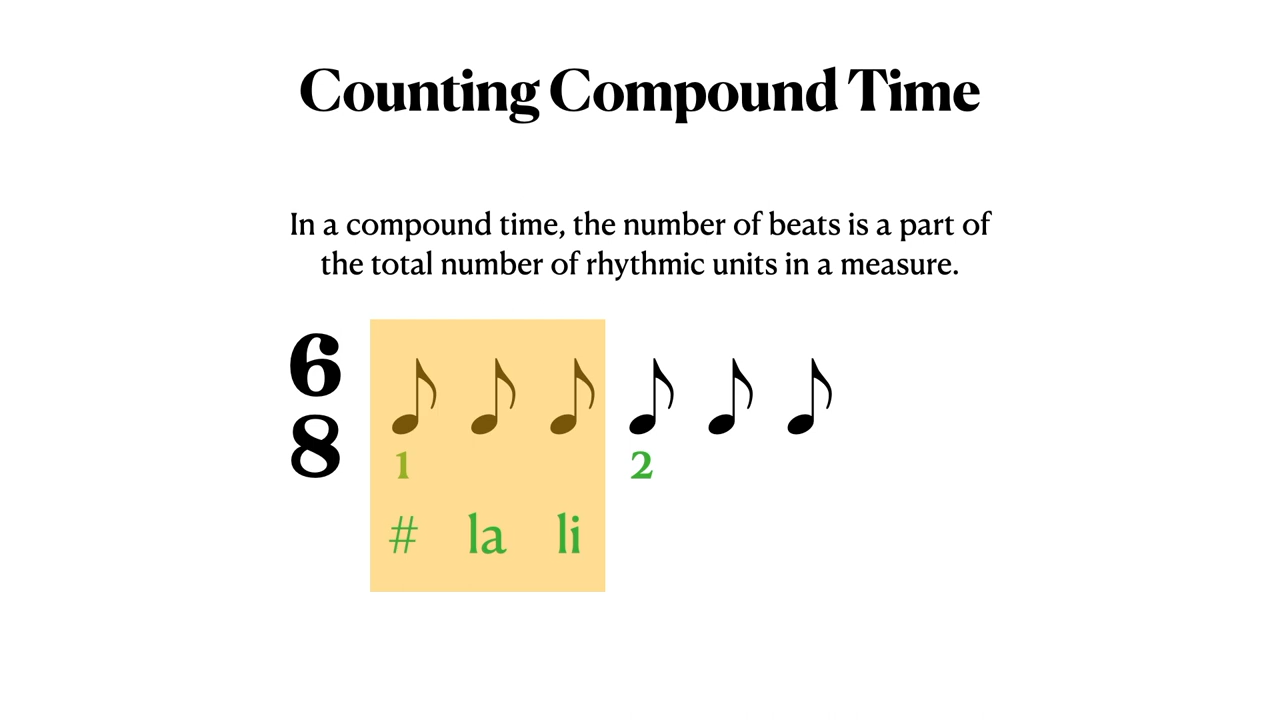 Counting Compound Time
In a compound time, the number of beats is a part of
the total number of rhythmic units in a measure.
6
8
1 2
# la li